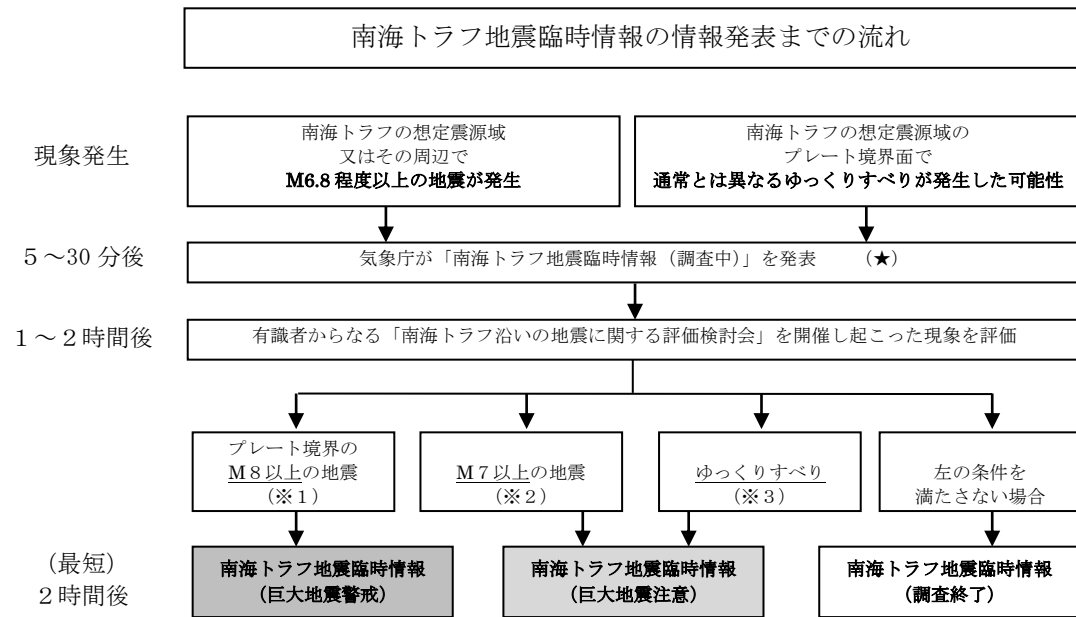 南海トラフ地震臨時情報の情報発表までの流れ
現象発生
南海トラフの想定震源域
又はその周辺で
M6.8 程度以上の地震が発生
南海トラフの想定震源域の
プレート境界面で
通常とは異なるゆっくりすべりが発生した可能性
５～30 分後
気象庁が「南海トラフ地震臨時情報（調査中）」を発表　　（★）
１～２時間後
有識者からなる「南海トラフ沿いの地震に関する評価検討会」を開催し起こった現象を評価
プレート境界の
Ｍ８以上の地震
（※１）
Ｍ７以上の地震
（※２）
ゆっくりすべり
（※３）
左の条件を
満たさない場合
（最短）
２時間後
南海トラフ地震臨時情報
（巨大地震警戒）
南海トラフ地震臨時情報
（巨大地震注意）
南海トラフ地震臨時情報
（調査終了）